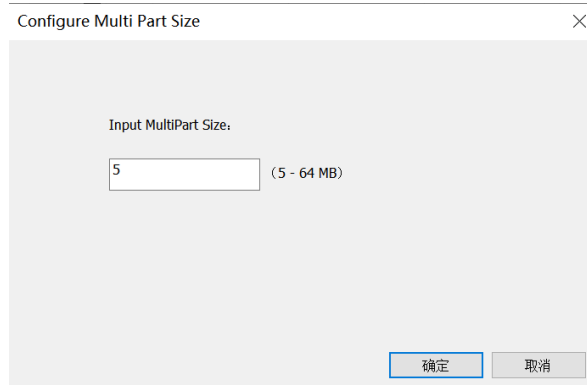 Configure Multi Part Size
Input MultiPart Size:
5
（5 - 64 MB）
确定
取消